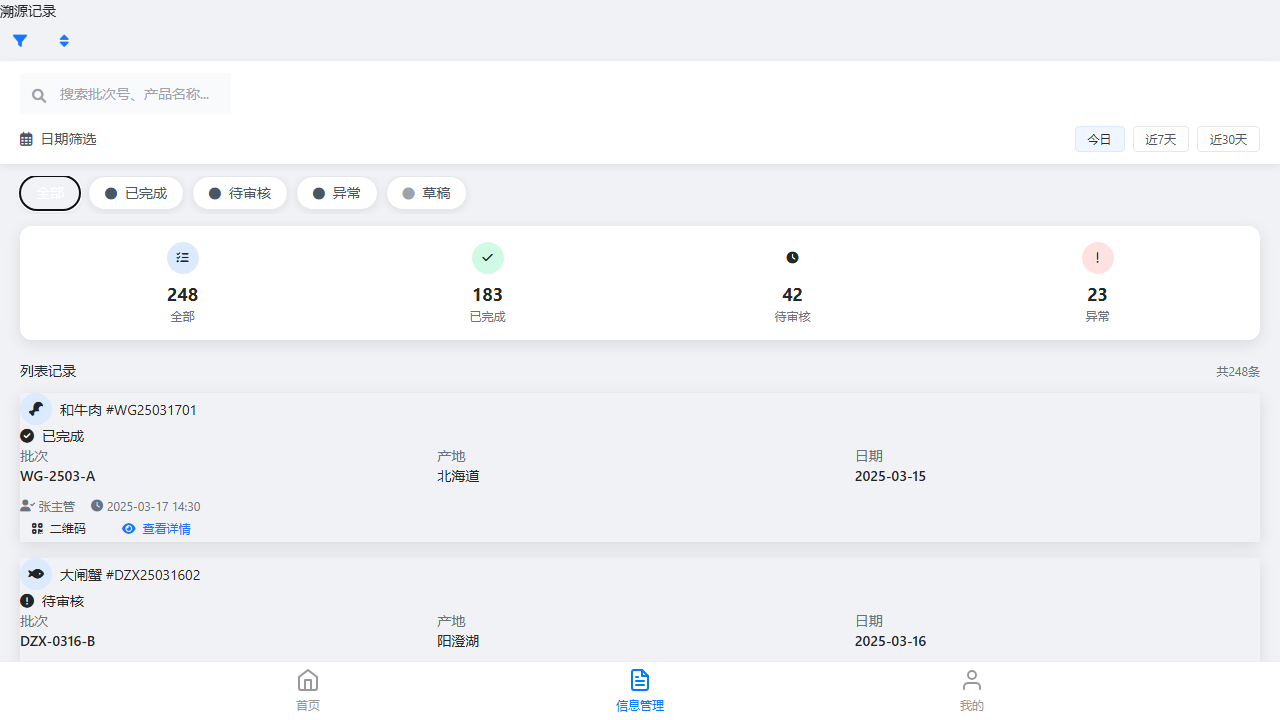 溯源记录
搜索批次号、产品名称...
日期筛选 今日 近7天 近30天
全部 已完成 待审核 异常 草稿
248 183 42 23
全部 已完成 待审核 异常
列表记录 共248条
和牛肉 #WG25031701
已完成
批次 产地 日期
WG-2503-A 北海道 2025-03-15
张主管 2025-03-17 14:30
二维码 查看详情
大闸蟹 #DZX25031602
待审核
批次 产地 日期
DZX-0316-B 阳澄湖 2025-03-16
首页 信息管理 我的